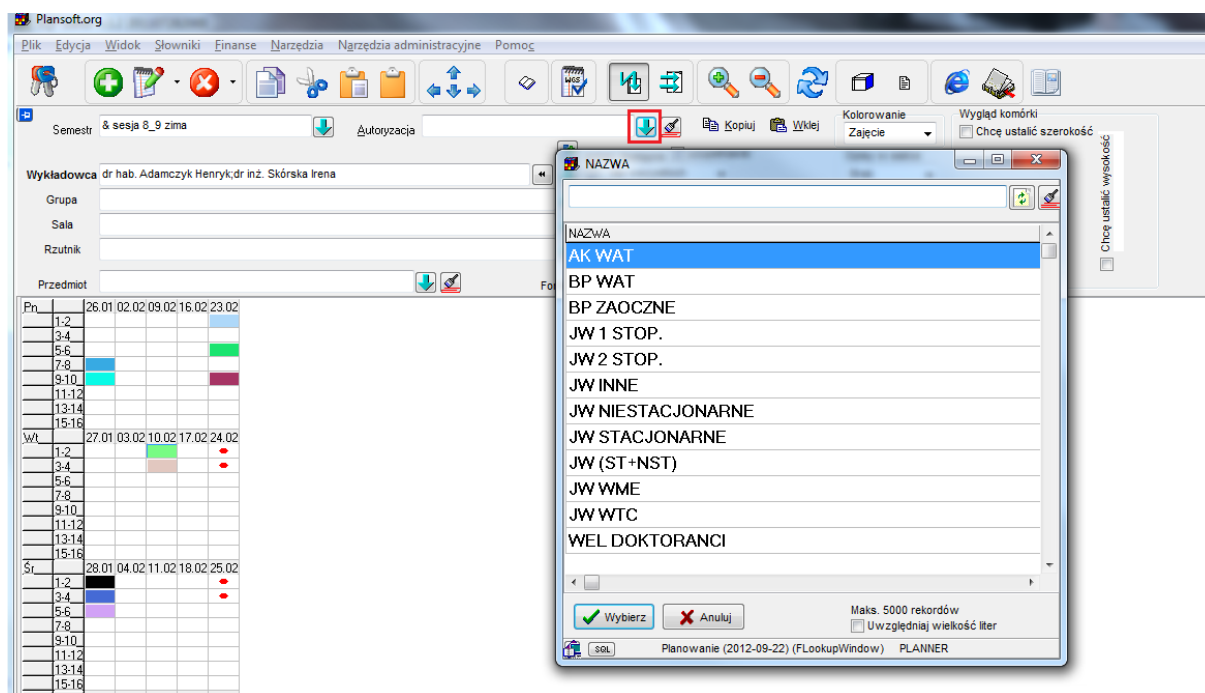 Plansoft.org
Plik Edycja Widok Słowniki Finanse Narzędzia Narzędzia administracyjne Pomoc
WGS
Semestr & sesja 8_9 zima Autoryzacja Kopiuj Wklej
Kolorowanie
Zajęcie
Wygląd komórki
Chcę ustalić szerokość
Chcę ustalić wysokość
Wykładowca dr hab. Adamczyk Henryk;dr inż. Skórska Irena
Grupa
Sala
Rzutnik
Przedmiot
NAZWA
NAZWA
AK WAT
BP WAT
BP ZAOCZNE
JW 1 STOP.
JW 2 STOP.
JW INNE
JW NIESTACJONARNE
JW STACJONARNE
JW (ST+NST)
JW WME
JW WTC
WEL DOKTORANCI
Wybierz Anuluj
Maks. 5000 rekordów
Uwzględniaj wielkość liter
SQL Planowanie (2012-09-22) (FLookupWindow) PLANNER
Pn 26.01 02.02 09.02 16.02 23.02
1-2
3-4
5-6
7-8
9-10
11-12
13-14
15-16
Wt 27.01 03.02 10.02 17.02 24.02
1-2
3-4
5-6
7-8
9-10
11-12
13-14
15-16
Śr 28.01 04.02 11.02 18.02 25.02
1-2
3-4
5-6
7-8
9-10
11-12
13-14
15-16